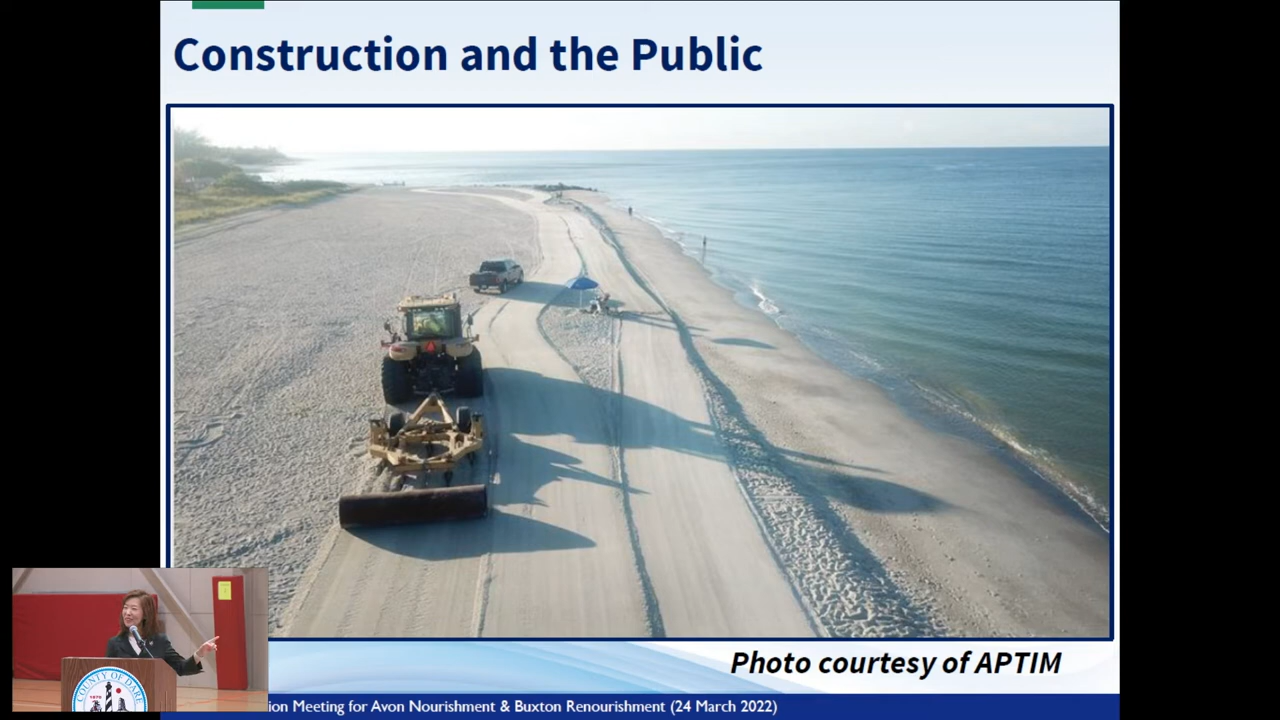 Construction and the Public
Photo courtesy of APTIM
ion Meeting for Avon Nourishment & Buxton Renourishment (24 March 2022)
COUNTY OF DARE